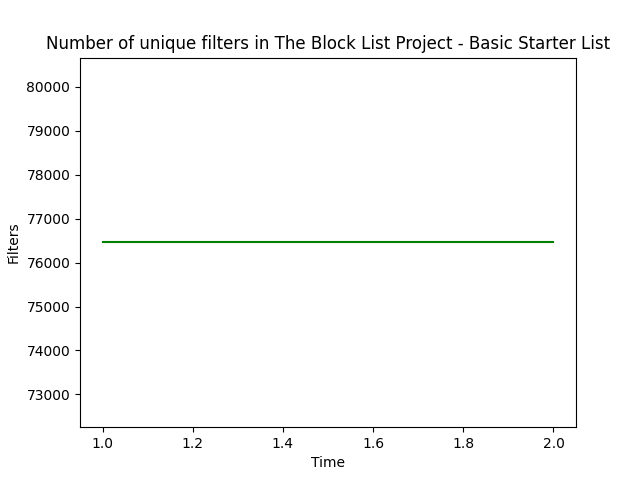 Number of unique filters in The Block List Project - Basic Starter List
80000
79000
78000
77000
76000
75000
74000
73000
Filters
1.0 1.2 1.4 1.6 1.8 2.0
Time